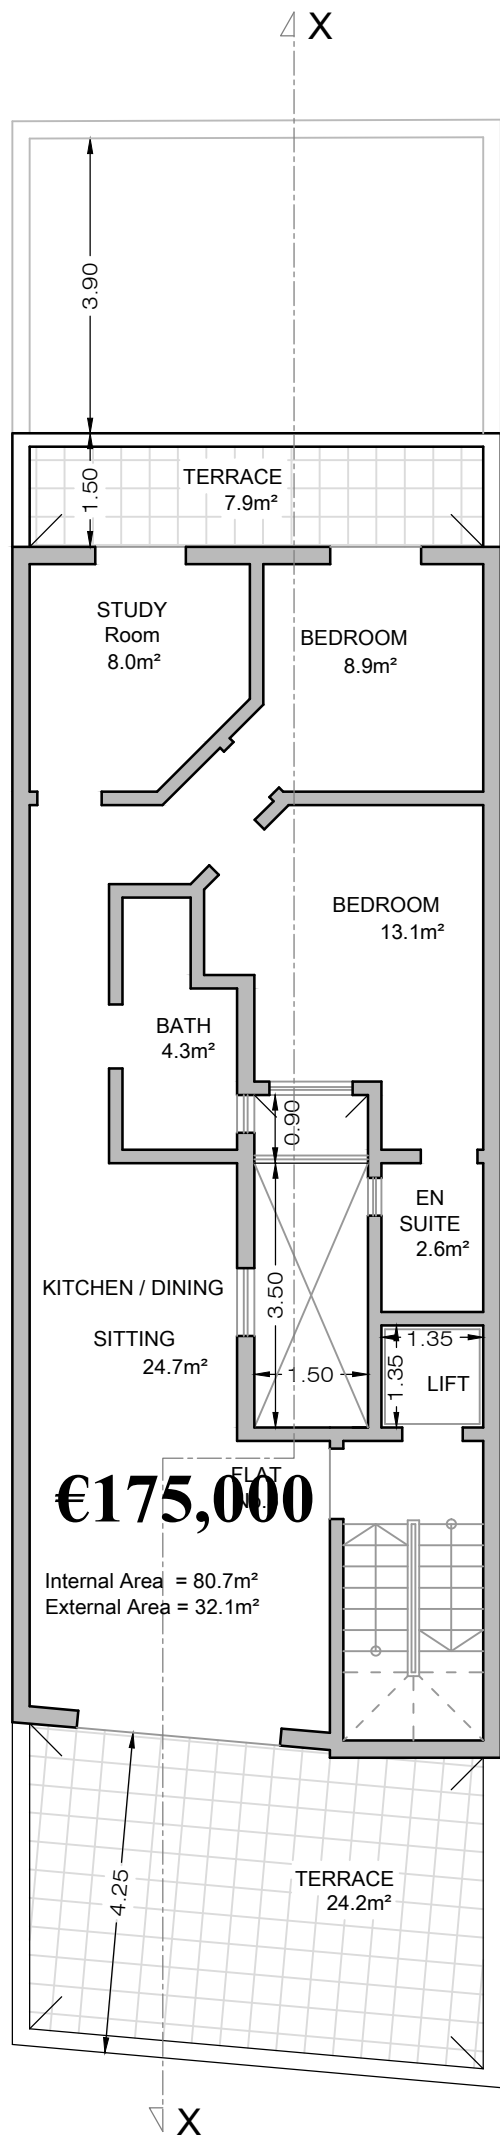 X
3.90
1.50
TERRACE
7.9m²
STUDY
Room
8.0m²
BEDROOM
8.9m²
BEDROOM
13.1m²
BATH
4.3m²
0.90
EN
SUITE
2.6m²
KITCHEN / DINING
3.50
SITTING
24.7m²
1.50
1.35
1.35
LIFT
FLAT
€175,000
Internal Area = 80.7m²
External Area = 32.1m²
4.25
TERRACE
24.2m²
X